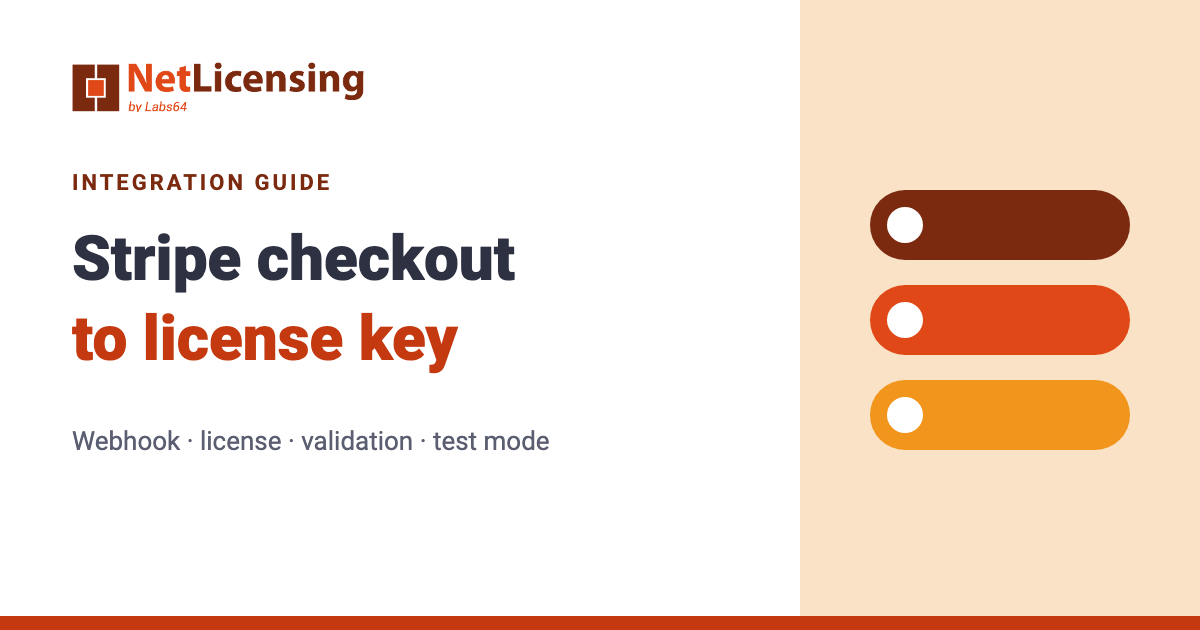 NetLicensing
by Labs64
INTEGRATION GUIDE
Stripe checkout
to license key
Webhook · license · validation · test mode